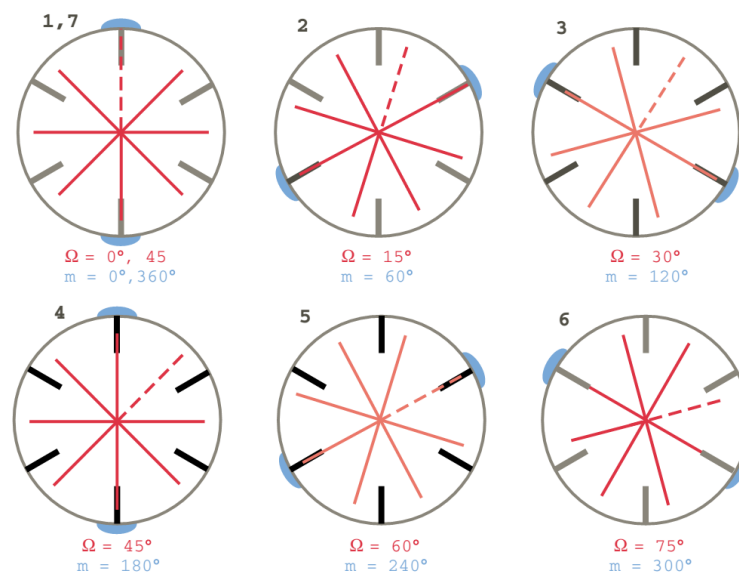 1,7
2
3
Ω = 0°, 45
m = 0°,360°
Ω = 15°
m = 60°
Ω = 30°
m = 120°
4
5
6
Ω = 45°
m = 180°
Ω = 60°
m = 240°
Ω = 75°
m = 300°